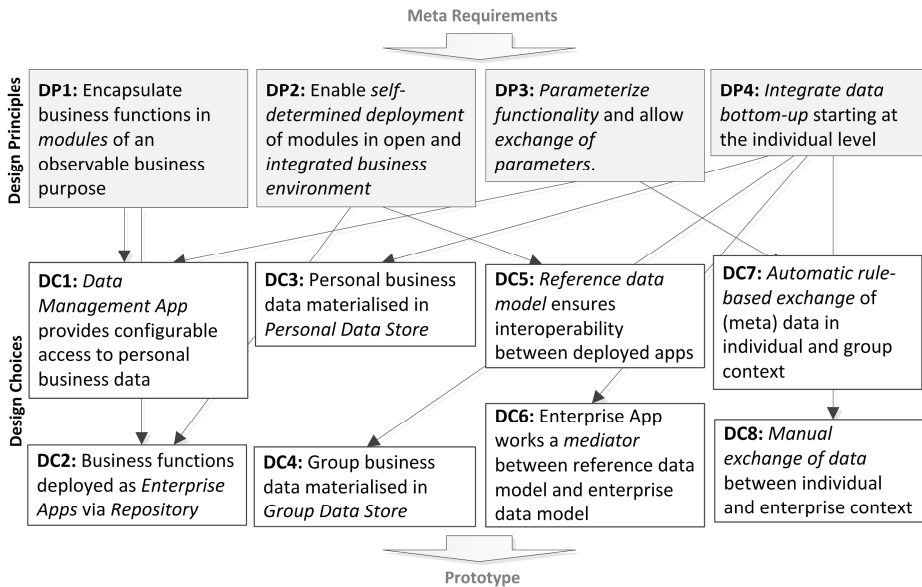 Meta Requirements
Design Principles
DP1: Encapsulate
business functions in
modules of an
observable business
purpose
DP2: Enable self-
determined deployment
of modules in open and
integrated business
environment
DP3: Parameterize
functionality and allow
exchange of
parameters.
DP4: Integrate data
bottom-up starting at
the individual level
Design Choices
DC1: Data
Management App
provides configurable
access to personal
business data
DC3: Personal business
data materialised in
Personal Data Store
DC5: Reference data
model ensures
interoperability
between deployed apps
DC7: Automatic rule-
based exchange of
(meta) data in
individual and group
context
DC2: Business functions
deployed as Enterprise
Apps via Repository
DC4: Group business
data materialised in
Group Data Store
DC6: Enterprise App
works a mediator
between reference data
model and enterprise
data model
DC8: Manual
exchange of data
between individual
and enterprise context
Prototype